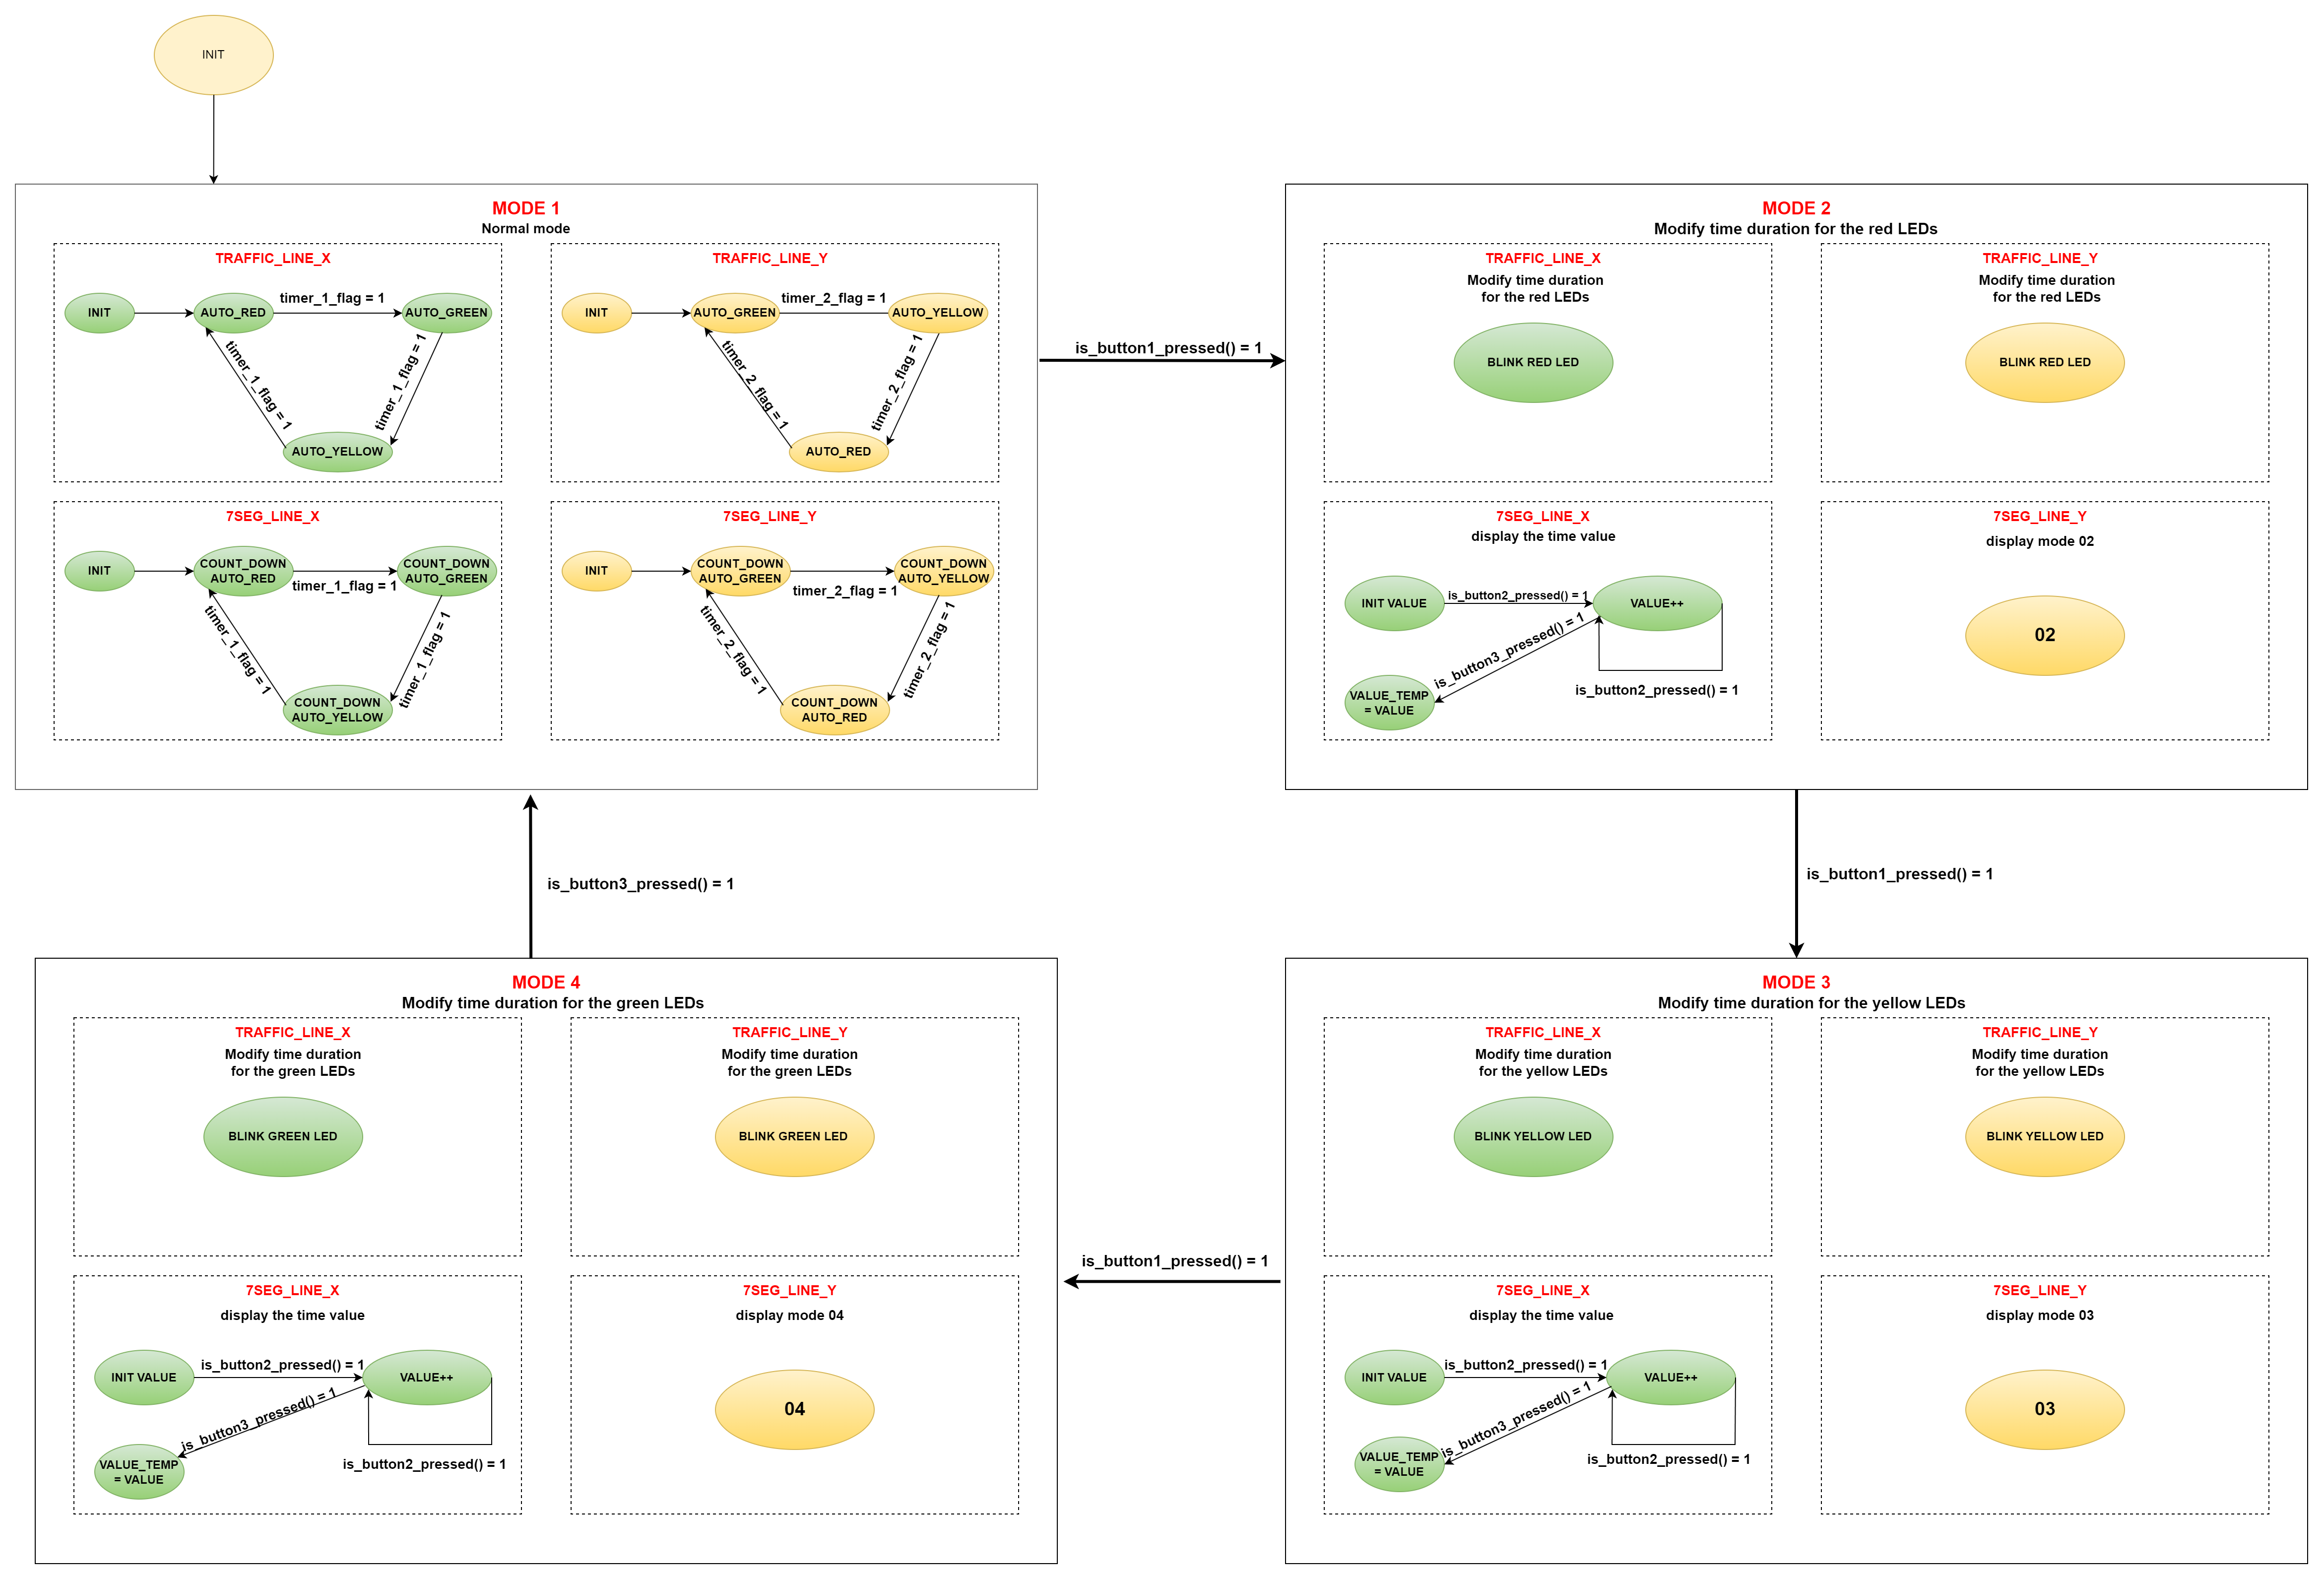 INIT
MODE 1
Normal mode
TRAFFIC_LINE_X
INIT
AUTO_RED
timer_1_flag = 1
AUTO_GREEN
timer_1_flag = 1
timer_1_flag = 1
AUTO_YELLOW
TRAFFIC_LINE_Y
INIT
AUTO_GREEN
timer_2_flag = 1
AUTO_YELLOW
timer_2_flag = 1
timer_2_flag = 1
AUTO_RED
7SEG_LINE_X
INIT
COUNT_DOWN
AUTO_RED
timer_1_flag = 1
COUNT_DOWN
AUTO_GREEN
timer_1_flag = 1
timer_1_flag = 1
COUNT_DOWN
AUTO_YELLOW
7SEG_LINE_Y
INIT
COUNT_DOWN
AUTO_GREEN
timer_2_flag = 1
COUNT_DOWN
AUTO_YELLOW
timer_2_flag = 1
timer_2_flag = 1
COUNT_DOWN
AUTO_RED
is_button1_pressed() = 1
MODE 2
Modify time duration for the red LEDs
TRAFFIC_LINE_X
Modify time duration
for the red LEDs
BLINK RED LED
TRAFFIC_LINE_Y
Modify time duration
for the red LEDs
BLINK RED LED
7SEG_LINE_X
display the time value
INIT VALUE
is_button2_pressed() = 1
VALUE++
is_button3_pressed() = 1
is_button2_pressed() = 1
VALUE_TEMP
= VALUE
7SEG_LINE_Y
display mode 02
02
is_button3_pressed() = 1
is_button1_pressed() = 1
MODE 4
Modify time duration for the green LEDs
TRAFFIC_LINE_X
Modify time duration
for the green LEDs
BLINK GREEN LED
TRAFFIC_LINE_Y
Modify time duration
for the green LEDs
BLINK GREEN LED
7SEG_LINE_X
display the time value
INIT VALUE
is_button2_pressed() = 1
VALUE++
is_button3_pressed() = 1
is_button2_pressed() = 1
VALUE_TEMP
= VALUE
7SEG_LINE_Y
display mode 04
04
is_button1_pressed() = 1
MODE 3
Modify time duration for the yellow LEDs
TRAFFIC_LINE_X
Modify time duration
for the yellow LEDs
BLINK YELLOW LED
TRAFFIC_LINE_Y
Modify time duration
for the yellow LEDs
BLINK YELLOW LED
7SEG_LINE_X
display the time value
INIT VALUE
is_button2_pressed() = 1
VALUE++
is_button3_pressed() = 1
is_button2_pressed() = 1
VALUE_TEMP
= VALUE
7SEG_LINE_Y
display mode 03
03